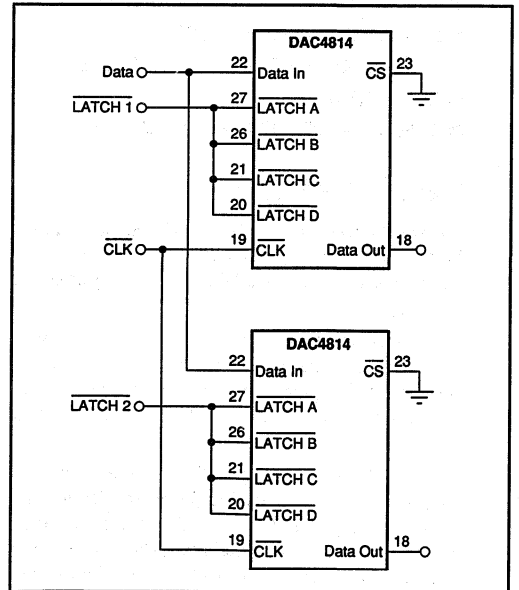 DAC4814
Data
22
Data In
CS
23
LATCH 1
27
LATCH A
26
LATCH B
21
LATCH C
20
LATCH D
CLK
19
CLK
Data Out
18
DAC4814
22
Data In
CS
23
LATCH 2
27
LATCH A
26
LATCH B
21
LATCH C
20
LATCH D
19
CLK
Data Out
18